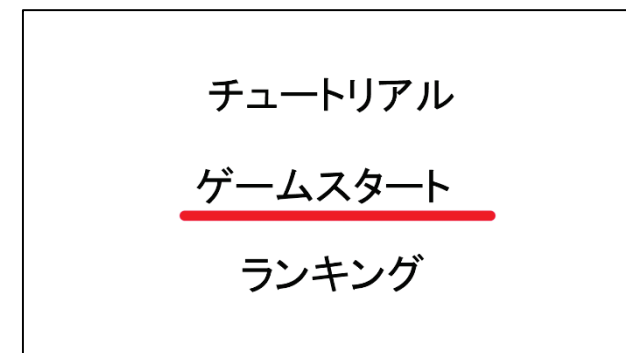 チュートリアル
ゲームスタート
ランキング